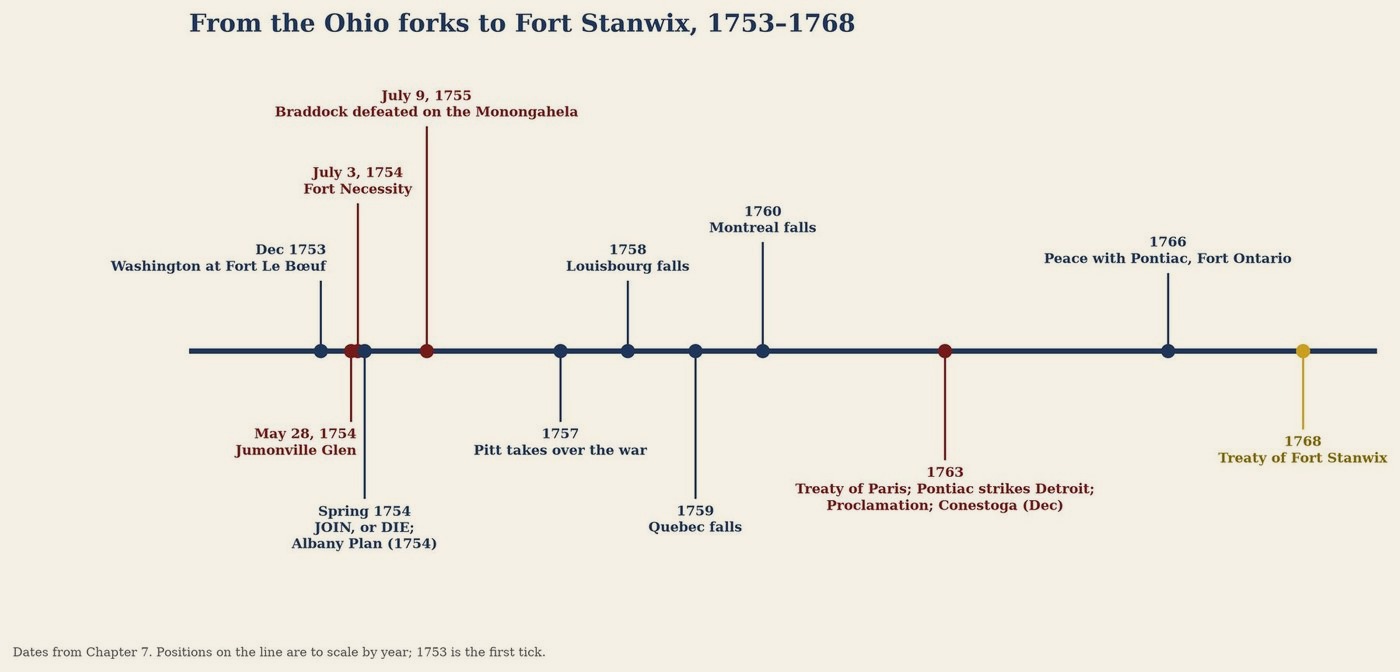 From the Ohio forks to Fort Stanwix, 1753–1768
July 9, 1755
Braddock defeated on the Monongahela
July 3, 1754
Fort Necessity
Dec 1753
Washington at Fort Le Bœuf
1758
Louisbourg falls
1760
Montreal falls
1766
Peace with Pontiac, Fort Ontario
May 28, 1754
Jumonville Glen
Spring 1754
JOIN, or DIE;
Albany Plan (1754)
1757
Pitt takes over the war
1759
Quebec falls
1763
Treaty of Paris; Pontiac strikes Detroit;
Proclamation; Conestoga (Dec)
1768
Treaty of Fort Stanwix
Dates from Chapter 7. Positions on the line are to scale by year; 1753 is the first tick.